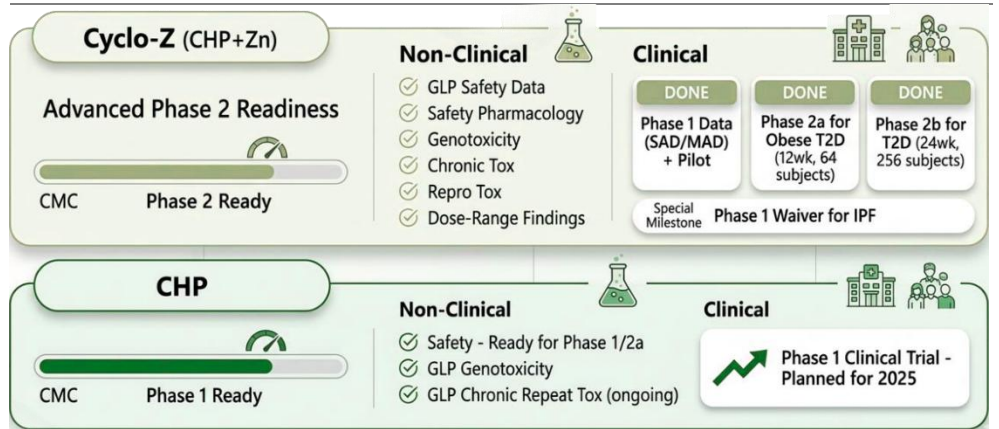 Cyclo-Z (CHP+Zn)
Advanced Phase 2 Readiness
CMC
Phase 2 Ready
Non-Clinical
GLP Safety Data
Safety Pharmacology
Genotoxicity
Chronic Tox
Repro Tox
Dose-Range Findings
Clinical
DONE
Phase 1 Data
(SAD/MAD)
+ Pilot
DONE
Phase 2a for
Obese T2D
(12wk, 64
subjects)
DONE
Phase 2b for
T2D (24wk,
256 subjects)
Special
Milestone
Phase 1 Waiver for IPF
CHP
CMC
Phase 1 Ready
Non-Clinical
Safety - Ready for Phase 1/2a
GLP Genotoxicity
GLP Chronic Repeat Tox (ongoing)
Clinical
Phase 1 Clinical Trial -
Planned for 2025